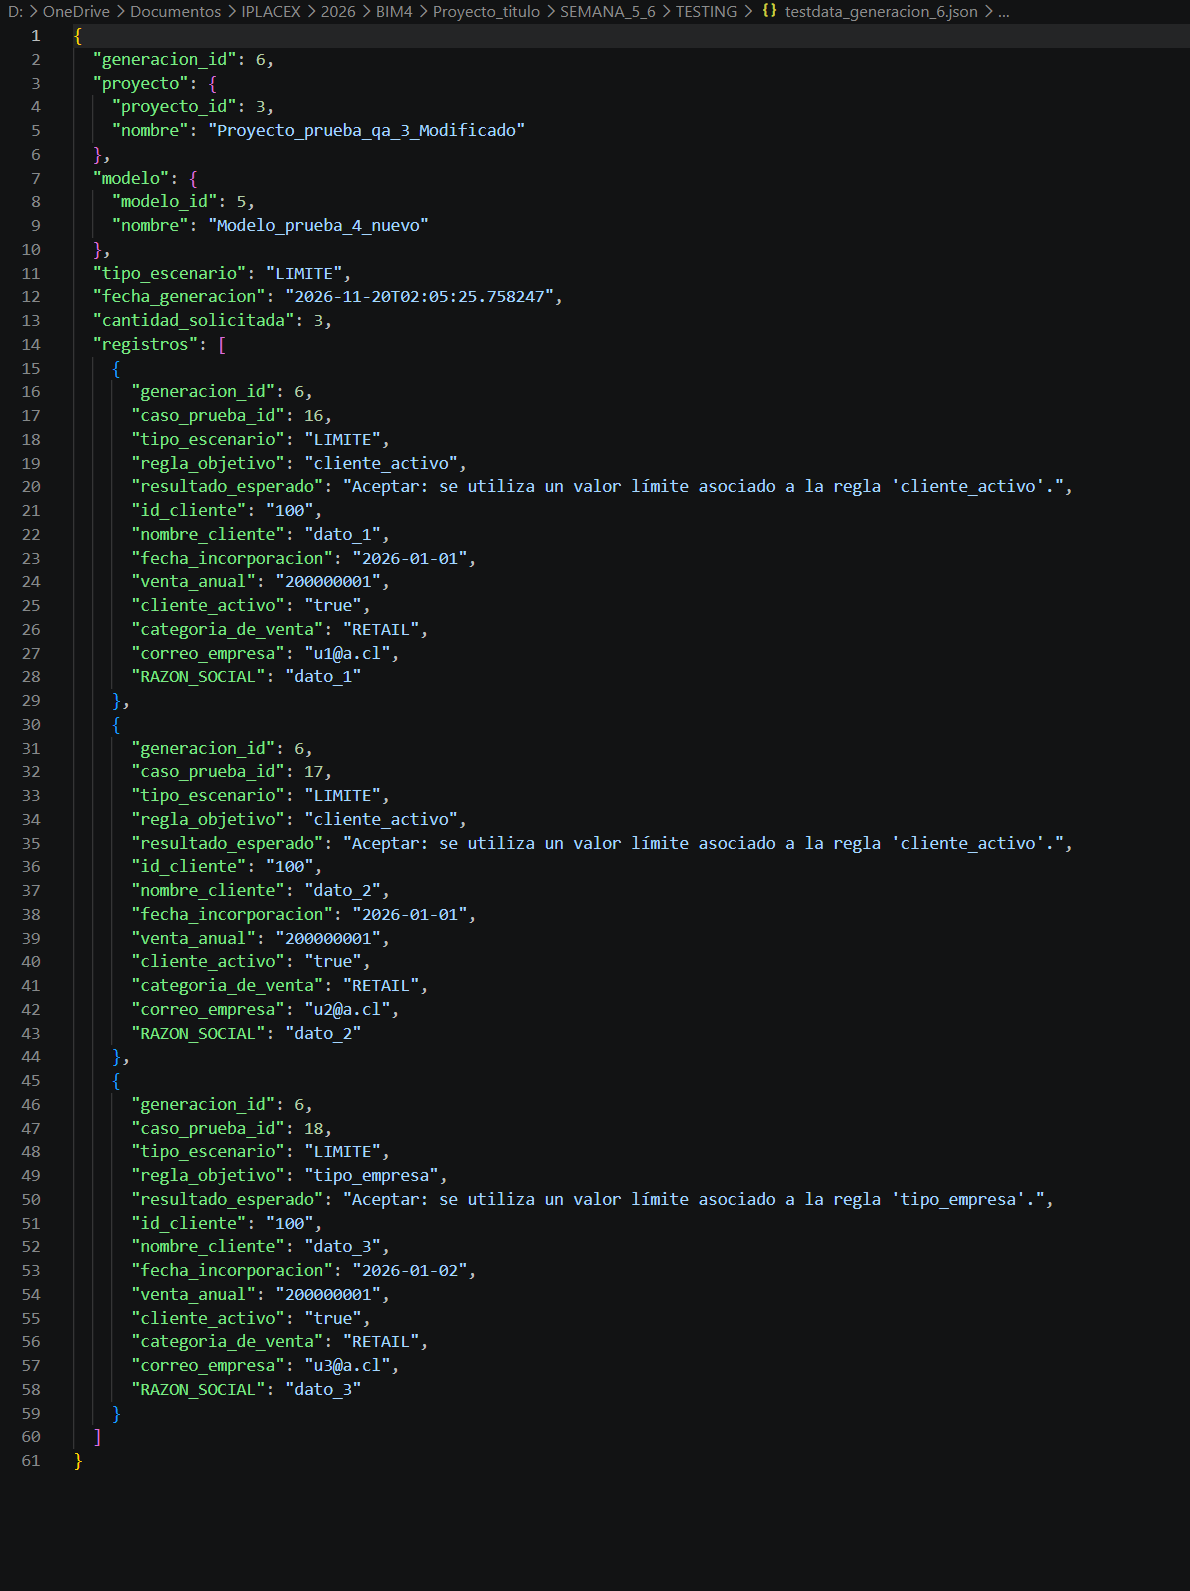 D: > OneDrive > Documentos > IPLACEX > 2026 > BIM4 > Proyecto_titulo > SEMANA_5_6 > TESTING > {} testdata_generacion_6.json > ...
1 {
2 "generacion_id": 6,
3 "proyecto": {
4 "proyecto_id": 3,
5 "nombre": "Proyecto_prueba_qa_3_Modificado"
6 },
7 "modelo": {
8 "modelo_id": 5,
9 "nombre": "Modelo_prueba_4_nuevo"
10 },
11 "tipo_escenario": "LIMITE",
12 "fecha_generacion": "2026-11-20T02:05:25.758247",
13 "cantidad_solicitada": 3,
14 "registros": [
15 {
16 "generacion_id": 6,
17 "caso_prueba_id": 16,
18 "tipo_escenario": "LIMITE",
19 "regla_objetivo": "cliente_activo",
20 "resultado_esperado": "Aceptar: se utiliza un valor límite asociado a la regla 'cliente_activo'.",
21 "id_cliente": "100",
22 "nombre_cliente": "dato_1",
23 "fecha_incorporacion": "2026-01-01",
24 "venta_anual": "200000001",
25 "cliente_activo": "true",
26 "categoria_de_venta": "RETAIL",
27 "correo_empresa": "u1@a.cl",
28 "RAZON_SOCIAL": "dato_1"
29 },
30 {
31 "generacion_id": 6,
32 "caso_prueba_id": 17,
33 "tipo_escenario": "LIMITE",
34 "regla_objetivo": "cliente_activo",
35 "resultado_esperado": "Aceptar: se utiliza un valor límite asociado a la regla 'cliente_activo'.",
36 "id_cliente": "100",
37 "nombre_cliente": "dato_2",
38 "fecha_incorporacion": "2026-01-01",
39 "venta_anual": "200000001",
40 "cliente_activo": "true",
41 "categoria_de_venta": "RETAIL",
42 "correo_empresa": "u2@a.cl",
43 "RAZON_SOCIAL": "dato_2"
44 },
45 {
46 "generacion_id": 6,
47 "caso_prueba_id": 18,
48 "tipo_escenario": "LIMITE",
49 "regla_objetivo": "tipo_empresa",
50 "resultado_esperado": "Aceptar: se utiliza un valor límite asociado a la regla 'tipo_empresa'.",
51 "id_cliente": "100",
52 "nombre_cliente": "dato_3",
53 "fecha_incorporacion": "2026-01-02",
54 "venta_anual": "200000001",
55 "cliente_activo": "true",
56 "categoria_de_venta": "RETAIL",
57 "correo_empresa": "u3@a.cl",
58 "RAZON_SOCIAL": "dato_3"
59 }
60 ]
61 }